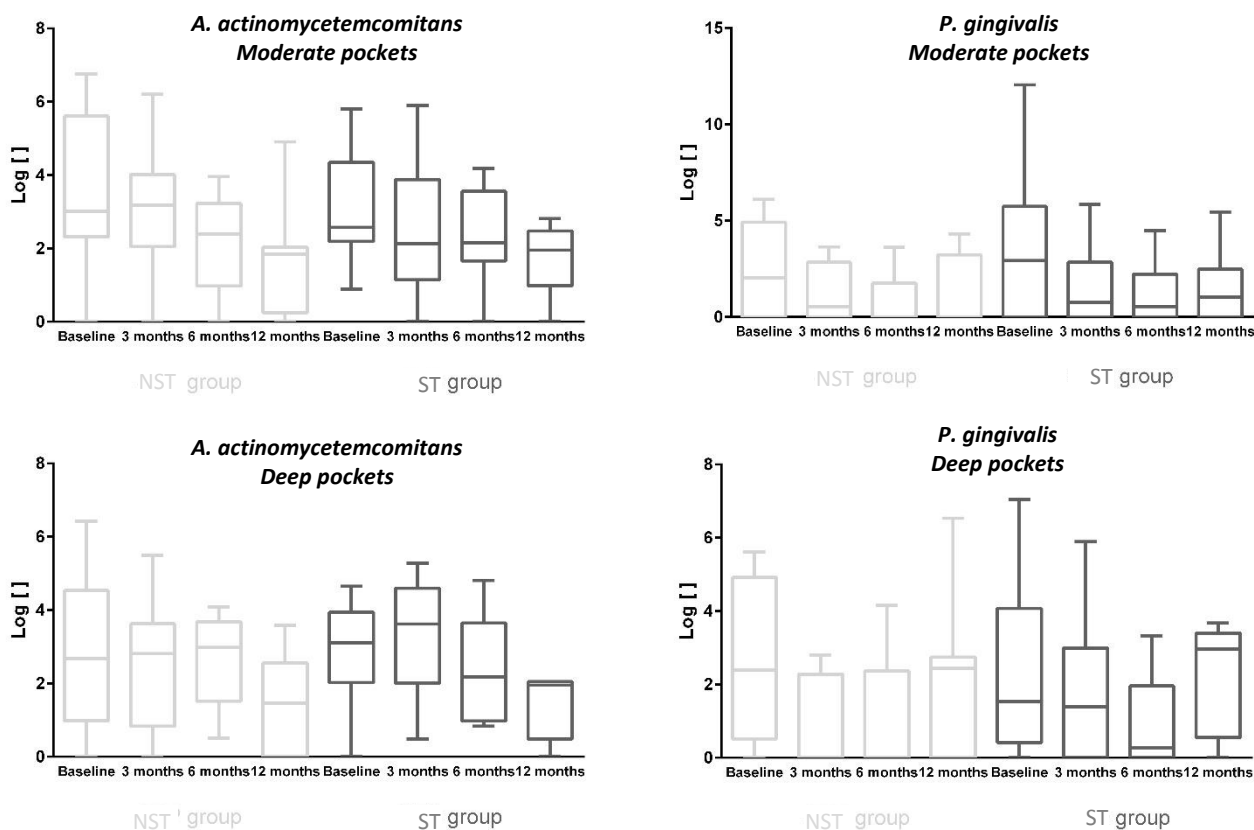 A. actinomycetemcomitans
Moderate pockets
8
6
4
2
0
Log [ ]
Baseline 3 months 6 months 12 months Baseline 3 months 6 months 12 months
NST group ST group
P. gingivalis
Moderate pockets
15
10
5
0
Log [ ]
Baseline 3 months 6 months 12 months Baseline 3 months 6 months 12 months
NST group ST group
A. actinomycetemcomitans
Deep pockets
8
6
4
2
0
Log [ ]
Baseline 3 months 6 months 12 months Baseline 3 months 6 months 12 months
NST group ST group
P. gingivalis
Deep pockets
8
6
4
2
0
Log [ ]
Baseline 3 months 6 months 12 months Baseline 3 months 6 months 12 months
NST group ST group